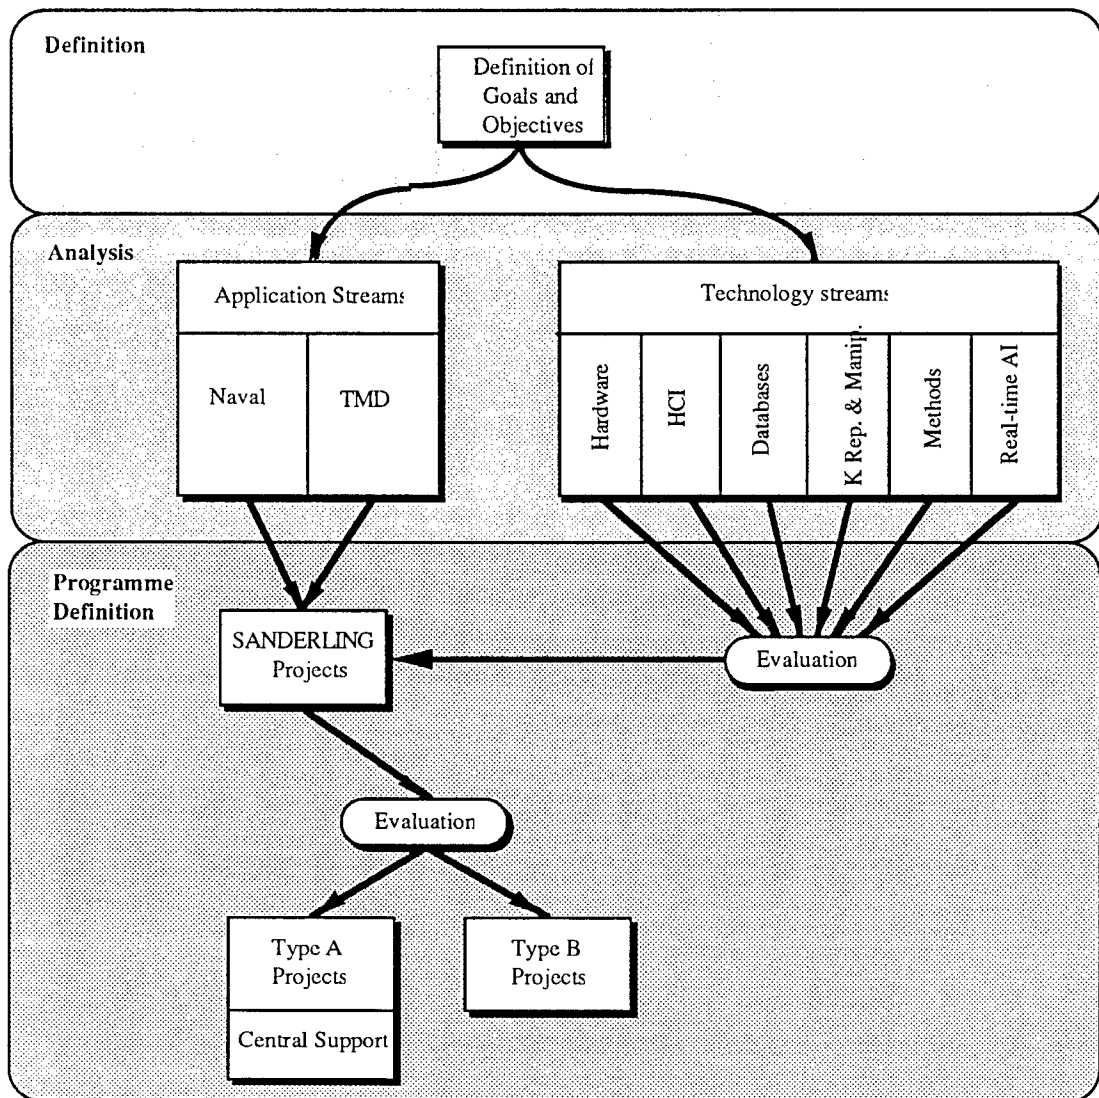 Definition
Definition of
Goals and
Objectives
Analysis
Application Streams
Technology streams
Naval
TMD
Hardware
HCI
Databases
K Rep. & Manip.
Methods
Real-time AI
Programme
Definition
SANDERLING
Projects
Evaluation
Evaluation
Type A
Projects
Type B
Projects
Central Support